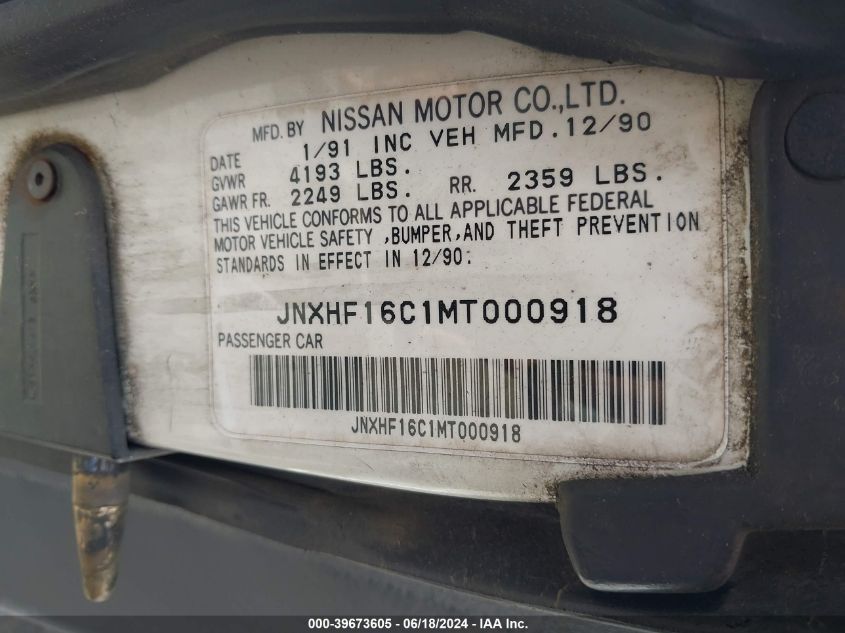 MFD. BY NISSAN MOTOR CO.,LTD.
DATE 1/91 INC VEH MFD.12/90
GVWR 4193 LBS.
GAWR FR. 2249 LBS. RR. 2359 LBS.
THIS VEHICLE CONFORMS TO ALL APPLICABLE FEDERAL
MOTOR VEHICLE SAFETY ,BUMPER,AND THEFT PREVENTION
STANDARDS IN EFFECT IN 12/90.
JNXHF16C1MT000918
PASSENGER CAR
JNXHF16C1MT000918
000-39673605 - 06/18/2024 - IAA Inc.